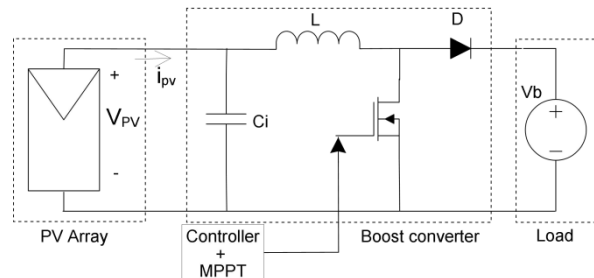 L
D
+
ipv
VPV
Ci
Vb
+
−
-
PV Array
Controller
+
MPPT
Boost converter
Load